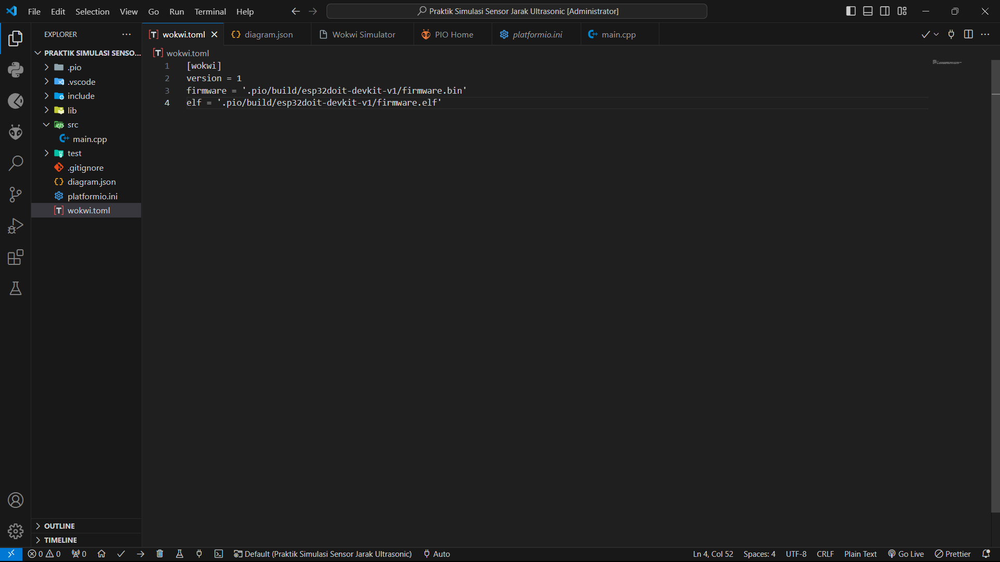 File Edit Selection View Go Run Terminal Help
Praktik Simulasi Sensor Jarak Ultrasonic [Administrator]
EXPLORER
wokwi.toml
diagram.json
Wokwi Simulator
PIO Home
platformio.ini
main.cpp
PRAKTIK SIMULASI SENSO...
.pio
.vscode
include
lib
src
main.cpp
test
.gitignore
diagram.json
platformio.ini
wokwi.toml
OUTLINE
TIMELINE
wokwi.toml
1 [wokwi]
2 version = 1
3 firmware = '.pio/build/esp32doit-devkit-v1/firmware.bin'
4 elf = '.pio/build/esp32doit-devkit-v1/firmware.elf'
0 0 0 Default (Praktik Simulasi Sensor Jarak Ultrasonic) Auto Ln 4, Col 52 Spaces: 4 UTF-8 CRLF Plain Text Go Live Prettier